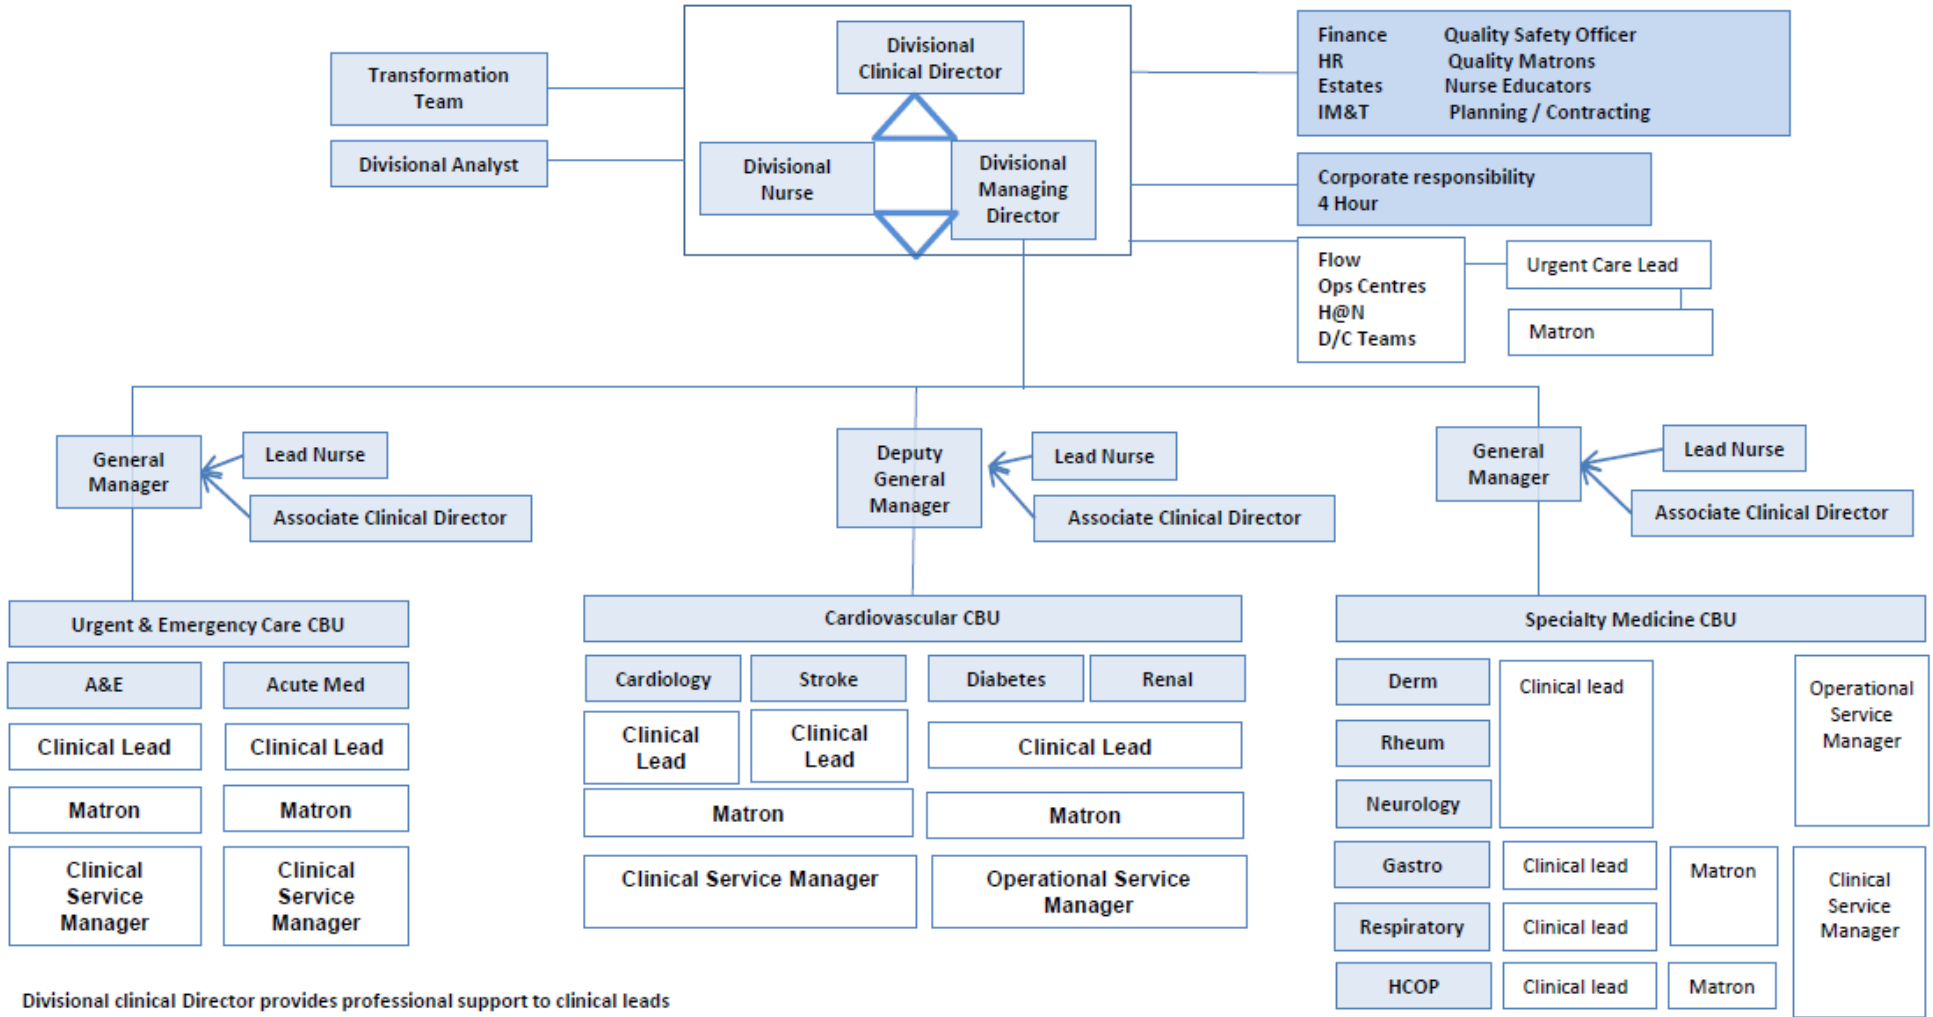 Divisional
Clinical Director
Transformation
Team
Divisional Analyst
Divisional
Nurse
Divisional
Managing
Director
Finance Quality Safety Officer
HR Quality Matrons
Estates Nurse Educators
IM&T Planning / Contracting
Corporate responsibility
4 Hour
Flow
Ops Centres
H@N
D/C Teams
Urgent Care Lead
Matron
General
Manager
Lead Nurse
Associate Clinical Director
Deputy
General
Manager
Lead Nurse
Associate Clinical Director
General
Manager
Lead Nurse
Associate Clinical Director
Urgent & Emergency Care CBU
A&E
Acute Med
Clinical Lead
Clinical Lead
Matron
Matron
Clinical
Service
Manager
Clinical
Service
Manager
Cardiovascular CBU
Cardiology
Stroke
Diabetes
Renal
Clinical
Lead
Clinical
Lead
Clinical Lead
Matron
Matron
Clinical Service Manager
Operational Service
Manager
Specialty Medicine CBU
Derm
Clinical lead
Operational
Service
Manager
Rheum
Neurology
Gastro
Clinical lead
Matron
Clinical
Service
Manager
Respiratory
Clinical lead
HCOP
Clinical lead
Matron
Divisional clinical Director provides professional support to clinical leads